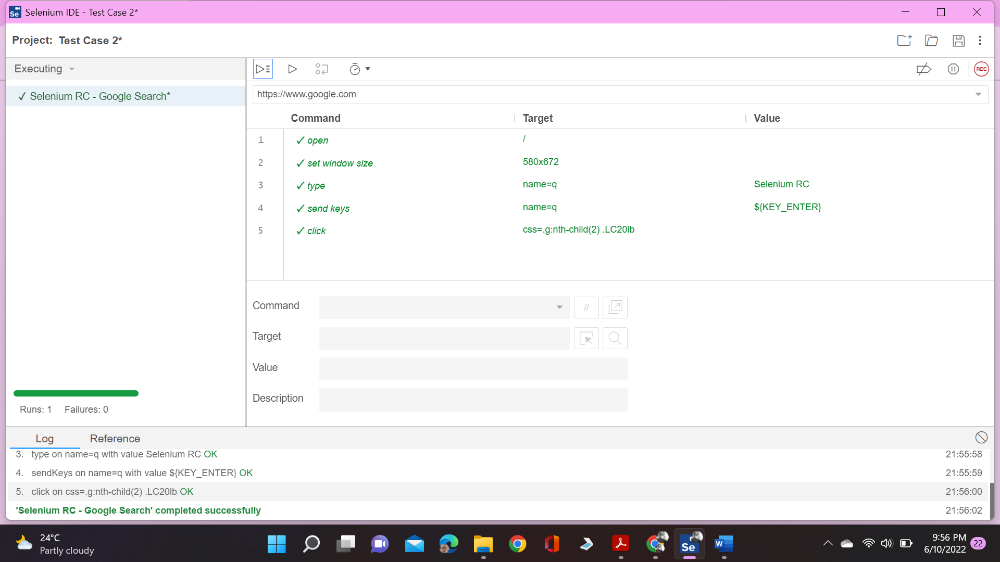 Se Selenium IDE - Test Case 2*
Project: Test Case 2*
Executing
✓ Selenium RC - Google Search*
REC
https://www.google.com
Command Target Value
1 ✓ open /
2 ✓ set window size 580x672
3 ✓ type name=q Selenium RC
4 ✓ send keys name=q ${KEY_ENTER}
5 ✓ click css=.g:nth-child(2) .LC20lb
Command //
Target
Value
Description
Runs: 1 Failures: 0
Log Reference
3. type on name=q with value Selenium RC OK 21:55:58
4. sendKeys on name=q with value ${KEY_ENTER} OK 21:55:59
5. click on css=.g:nth-child(2) .LC20lb OK 21:56:00
'Selenium RC - Google Search' completed successfully 21:56:02
24°C
Partly cloudy
Se
W
9:56 PM
6/10/2022
22